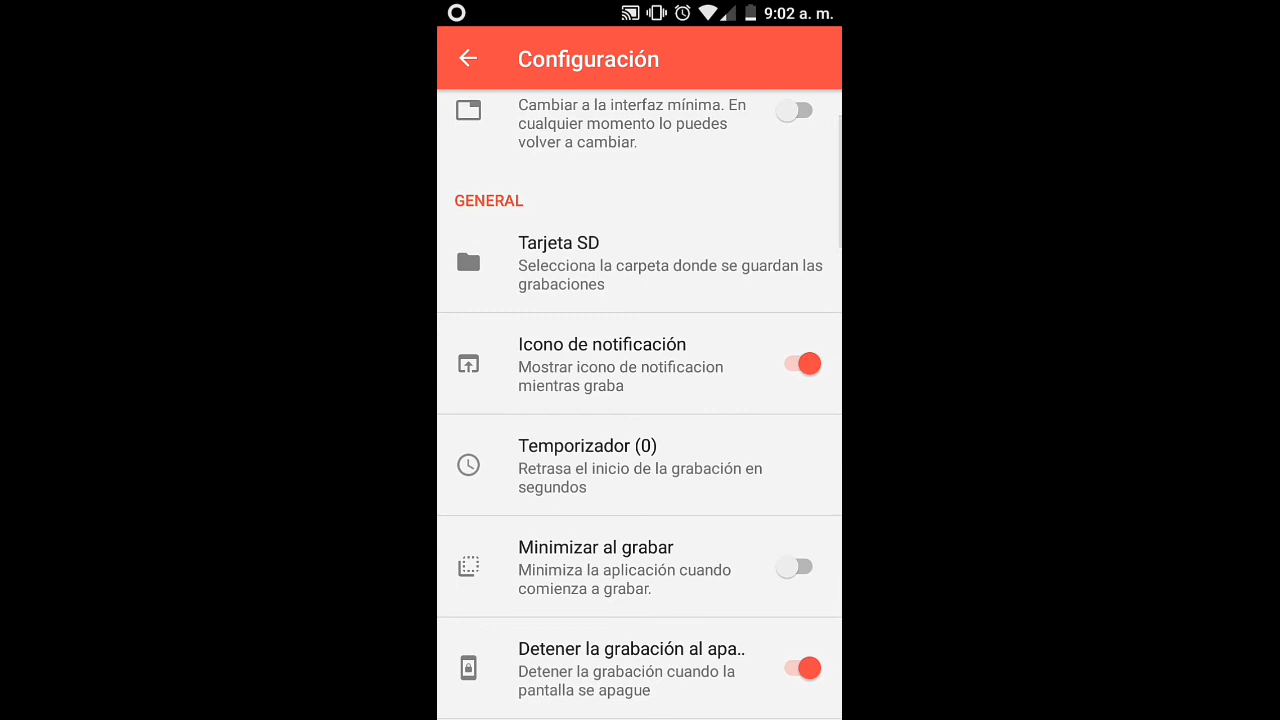 9:02 a. m.
Configuración
Cambiar a la interfaz mínima. En
cualquier momento lo puedes
volver a cambiar.
GENERAL
Tarjeta SD
Selecciona la carpeta donde se guardan las
grabaciones
Icono de notificación
Mostrar icono de notificacion
mientras graba
Temporizador (0)
Retrasa el inicio de la grabación en
segundos
Minimizar al grabar
Minimiza la aplicación cuando
comienza a grabar.
Detener la grabación al apa..
Detener la grabación cuando la
pantalla se apague